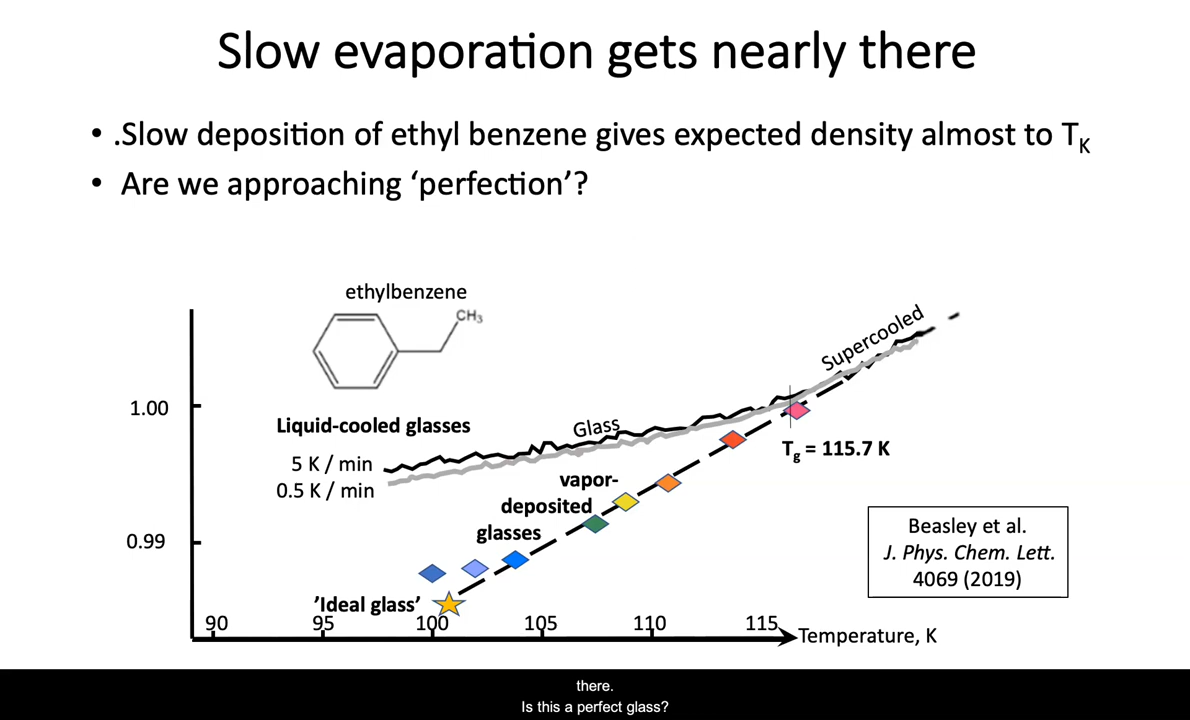 Slow evaporation gets nearly there
• .Slow deposition of ethyl benzene gives expected density almost to TK
• Are we approaching ‘perfection’?
ethylbenzene
CH3
Supercooled
1.00
Liquid-cooled glasses
Glass
5 K / min
0.5 K / min
Tg = 115.7 K
vapor-
deposited
glasses
0.99
Beasley et al.
J. Phys. Chem. Lett.
4069 (2019)
’Ideal glass’
90 95 100 105 110 115
Temperature, K
there.
Is this a perfect glass?